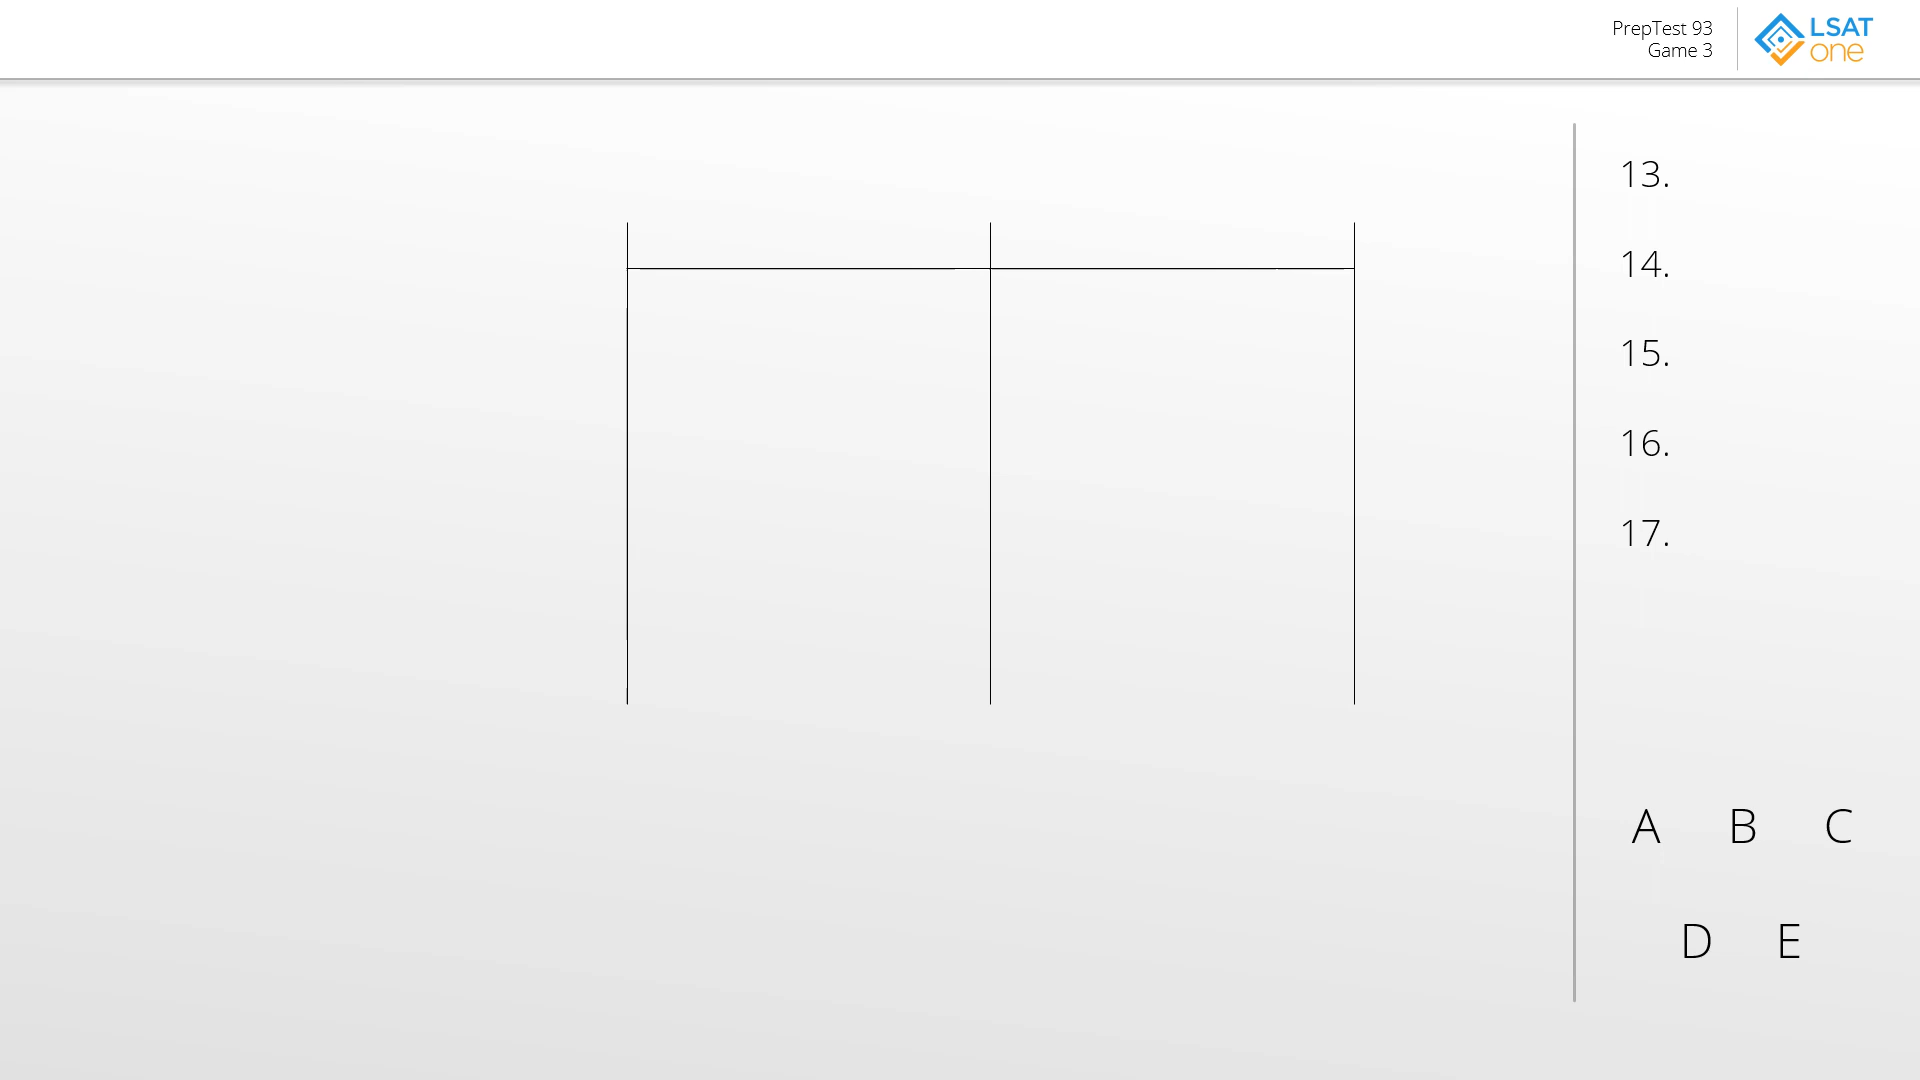 PrepTest 93
Game 3
LSAT
one
13.
14.
15.
16.
17.
A B C
D E